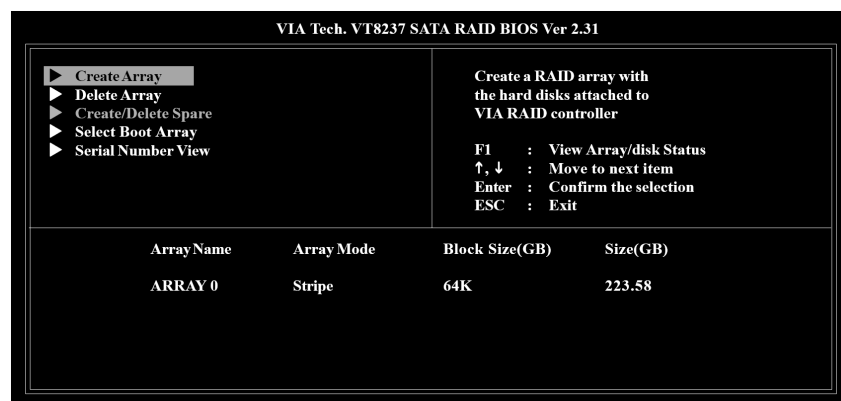 VIA Tech. VT8237 SATA RAID BIOS Ver 2.31
Create Array
Delete Array
Create/Delete Spare
Select Boot Array
Serial Number View
Create a RAID array with
the hard disks attached to
VIA RAID controller
F1 : View Array/disk Status
↑, ↓ : Move to next item
Enter : Confirm the selection
ESC : Exit
Array Name Array Mode Block Size(GB) Size(GB)
ARRAY 0 Stripe 64K 223.58